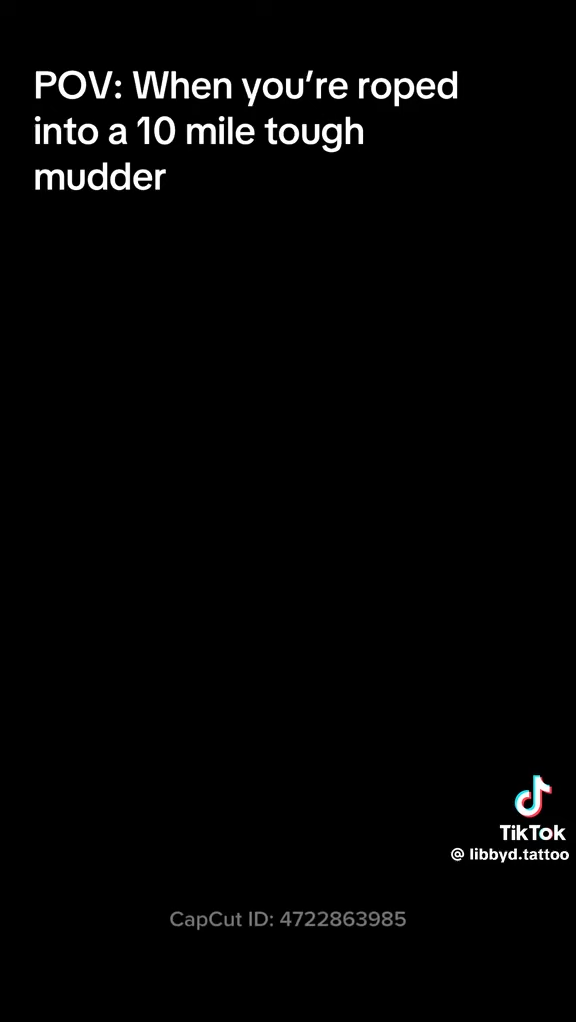 POV: When you’re roped
into a 10 mile tough
mudder
TikTok
@ libbyd.tattoo
CapCut ID: 4722863985